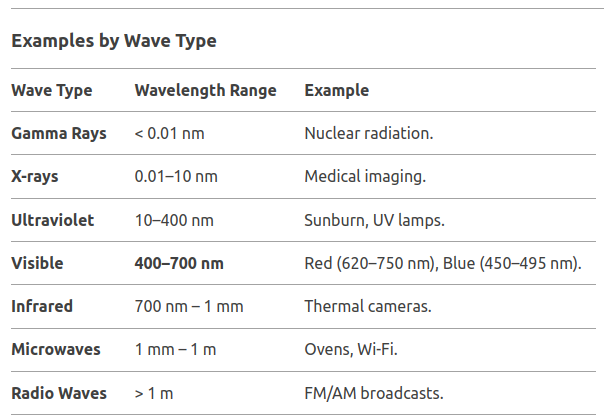 Examples by Wave Type
Wave Type Wavelength Range Example
Gamma Rays < 0.01 nm Nuclear radiation.
X-rays 0.01–10 nm Medical imaging.
Ultraviolet 10–400 nm Sunburn, UV lamps.
Visible 400–700 nm Red (620–750 nm), Blue (450–495 nm).
Infrared 700 nm – 1 mm Thermal cameras.
Microwaves 1 mm – 1 m Ovens, Wi-Fi.
Radio Waves > 1 m FM/AM broadcasts.